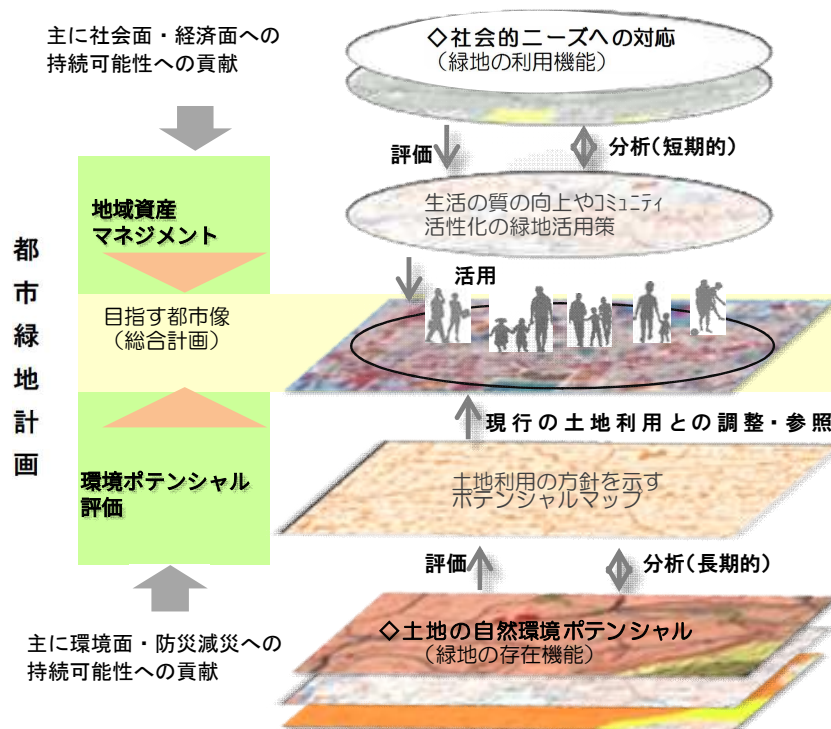 主に社会面・経済面への
持続可能性への貢献
◇社会的ニーズへの対応
（緑地の利用機能）
評価
分析（短期的）
地域資産
マネジメント
生活の質の向上やｺﾐｭﾆﾃｨ
活性化の緑地活用策
都市緑地計画
活用
目指す都市像
（総合計画）
現行の土地利用との調整・参照
環境ポテンシャル
評価
土地利用の方針を示す
ポテンシャルマップ
評価
分析（長期的）
主に環境面・防災減災への
持続可能性への貢献
◇土地の自然環境ポテンシャル
（緑地の存在機能）